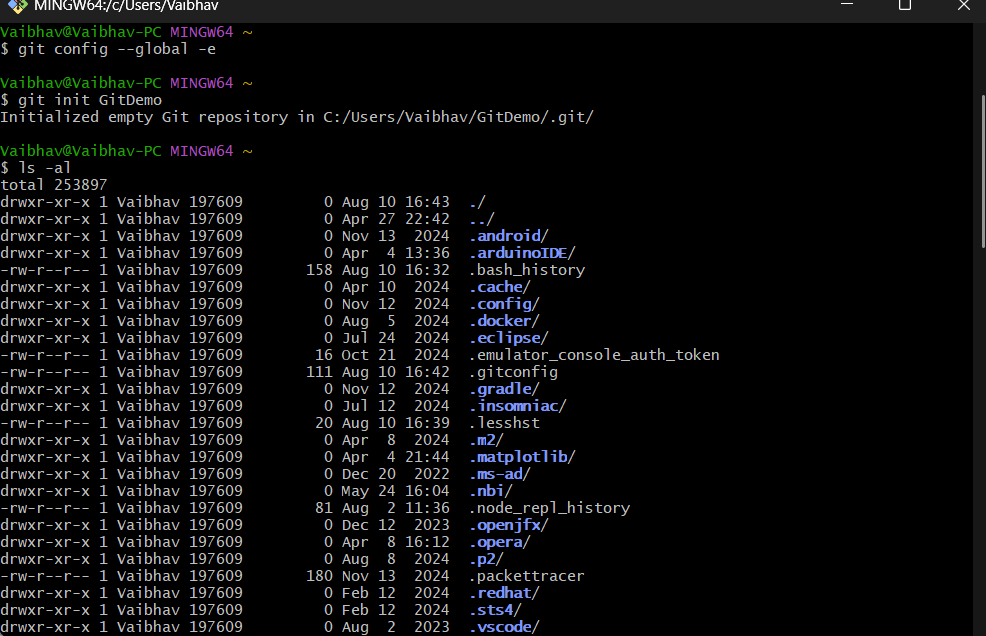 MINGW64:/c/Users/Vaibhav
Vaibhav@Vaibhav-PC MINGW64 ~
$ git config --global -e
Vaibhav@Vaibhav-PC MINGW64 ~
$ git init GitDemo
Initialized empty Git repository in C:/Users/Vaibhav/GitDemo/.git/
Vaibhav@Vaibhav-PC MINGW64 ~
$ ls -al
total 253897
drwxr-xr-x 1 Vaibhav 197609         0 Aug 10 16:43  ./
drwxr-xr-x 1 Vaibhav 197609         0 Apr 27 22:42  ../
drwxr-xr-x 1 Vaibhav 197609         0 Nov 13  2024  .android/
drwxr-xr-x 1 Vaibhav 197609         0 Apr  4 13:36  .arduinoIDE/
-rw-r--r-- 1 Vaibhav 197609       158 Aug 10 16:32  .bash_history
drwxr-xr-x 1 Vaibhav 197609         0 Apr 10  2024  .cache/
drwxr-xr-x 1 Vaibhav 197609         0 Nov 12  2024  .config/
drwxr-xr-x 1 Vaibhav 197609         0 Aug  5  2024  .docker/
drwxr-xr-x 1 Vaibhav 197609         0 Jul 24  2024  .eclipse/
-rw-r--r-- 1 Vaibhav 197609        16 Oct 21  2024  .emulator_console_auth_token
-rw-r--r-- 1 Vaibhav 197609       111 Aug 10 16:42  .gitconfig
drwxr-xr-x 1 Vaibhav 197609         0 Nov 12  2024  .gradle/
drwxr-xr-x 1 Vaibhav 197609         0 Jul 12  2024  .insomniac/
-rw-r--r-- 1 Vaibhav 197609        20 Aug 10 16:39  .lesshst
drwxr-xr-x 1 Vaibhav 197609         0 Apr  8  2024  .m2/
drwxr-xr-x 1 Vaibhav 197609         0 Apr  4 21:44  .matplotlib/
drwxr-xr-x 1 Vaibhav 197609         0 Dec 20  2022  .ms-ad/
drwxr-xr-x 1 Vaibhav 197609         0 May 24 16:04  .nbi/
-rw-r--r-- 1 Vaibhav 197609        81 Aug  2 11:36  .node_repl_history
drwxr-xr-x 1 Vaibhav 197609         0 Dec 12  2023  .openjfx/
drwxr-xr-x 1 Vaibhav 197609         0 Apr  8 16:12  .opera/
drwxr-xr-x 1 Vaibhav 197609         0 Aug  8  2024  .p2/
-rw-r--r-- 1 Vaibhav 197609       180 Nov 13  2024  .packettracer
drwxr-xr-x 1 Vaibhav 197609         0 Feb 12  2024  .redhat/
drwxr-xr-x 1 Vaibhav 197609         0 Feb 12  2024  .sts4/
drwxr-xr-x 1 Vaibhav 197609         0 Aug  2  2023  .vscode/